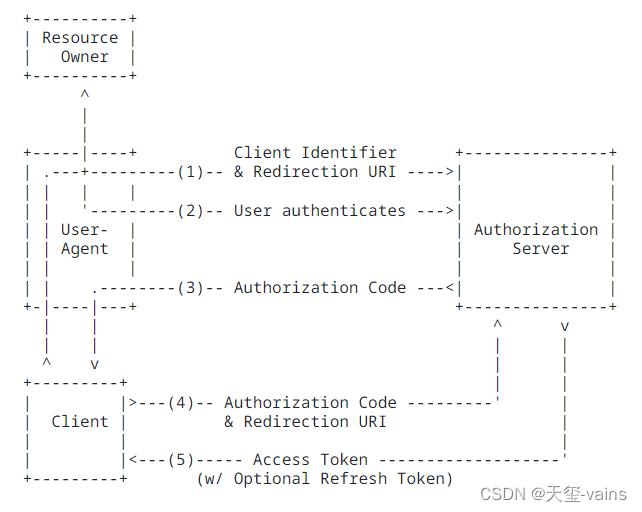 Resource
Owner
Client Identifier
(1)-- & Redirection URI
(2)-- User authenticates
User-
Agent
Authorization
Server
(3)-- Authorization Code
Client
(4)-- Authorization Code
& Redirection URI
(5)----- Access Token
(w/ Optional Refresh Token)
CSDN @天玺-vains